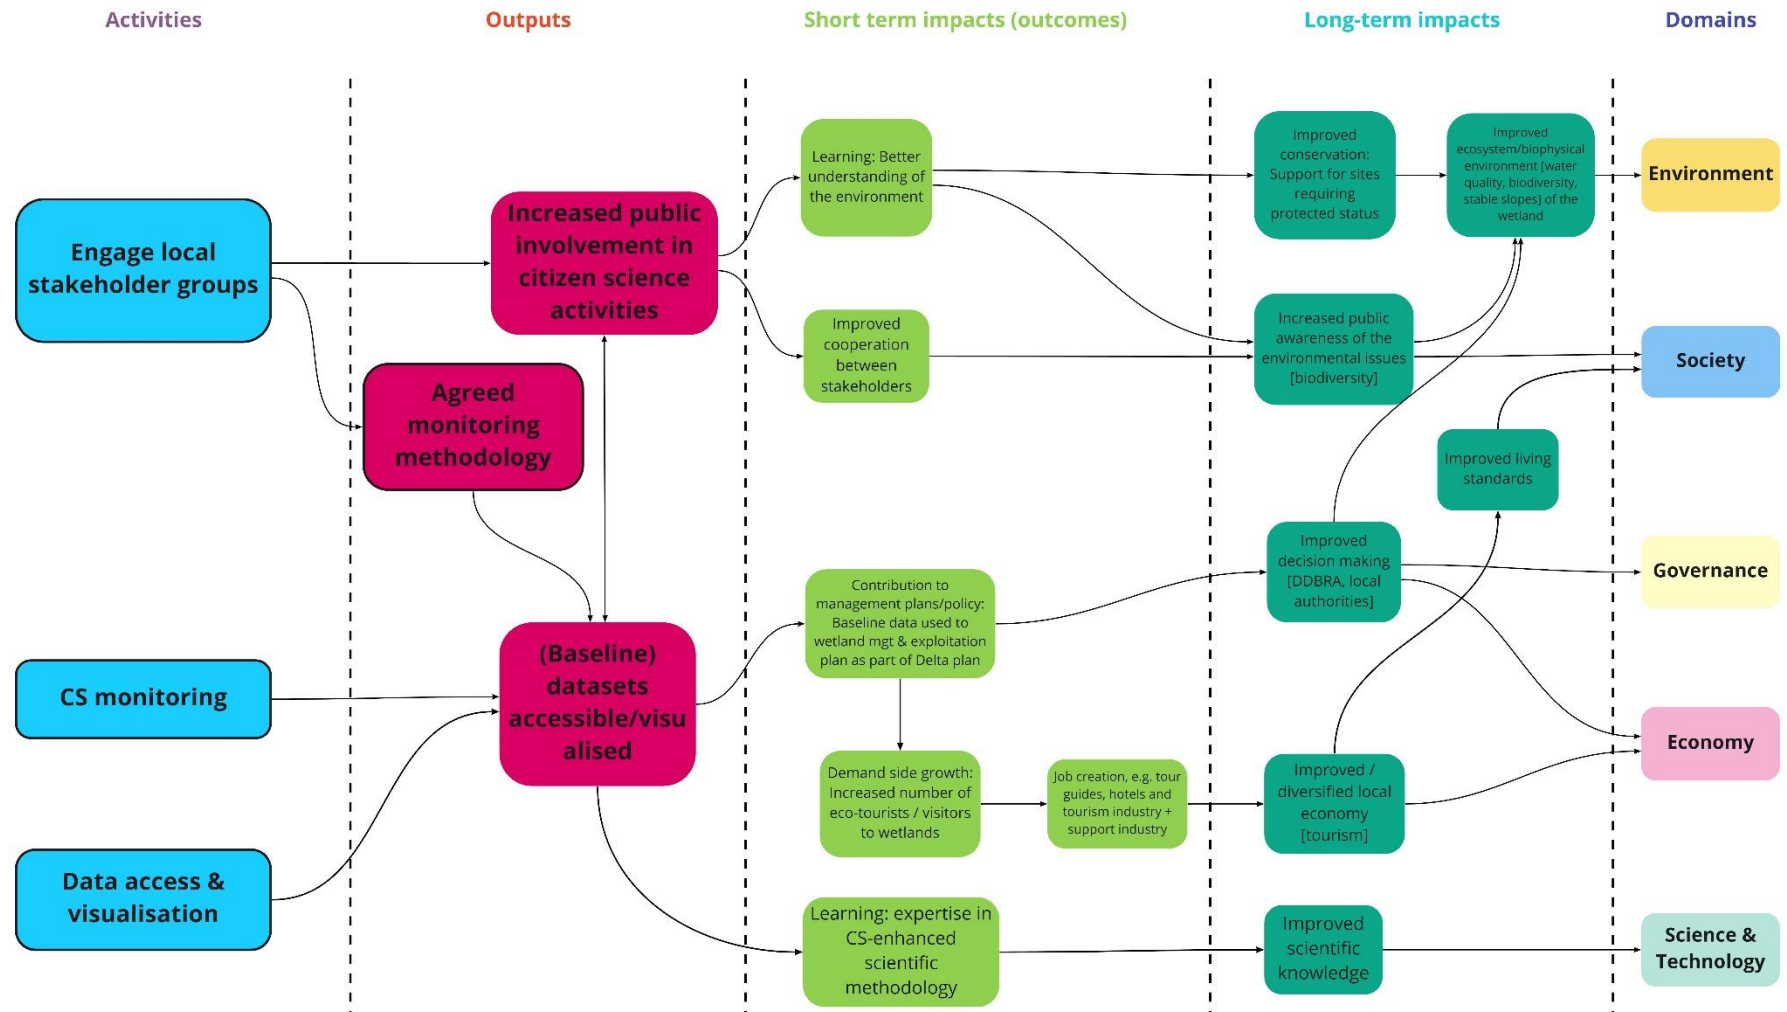 Activities
Outputs
Short term impacts (outcomes)
Long-term impacts
Domains
Engage local
stakeholder groups
CS monitoring
Data access &
visualisation
Increased public
involvement in
citizen science
activities
Agreed
monitoring
methodology
(Baseline)
datasets
accessible/visu
alised
Learning: Better
understanding of
the environment
Improved
cooperation
between
stakeholders
Contribution to
management plans/policy:
Baseline data used to
wetland mgt & exploitation
plan as part of Delta plan
Demand side growth:
Increased number of
eco-tourists / visitors
to wetlands
Job creation, e.g. tour
guides, hotels and
tourism industry +
support industry
Learning: expertise in
CS-enhanced
scientific
methodology
Improved
conservation:
Support for sites
requiring
protected status
Improved
ecosystem/biophysical
environment [water
quality, biodiversity,
stable slopes] of the
wetland
Increased public
awareness of the
environmental issues
[biodiversity]
Improved living
standards
Improved
decision making
[DDBRA, local
authorities]
Improved /
diversified local
economy
[tourism]
Improved
scientific
knowledge
Environment
Society
Governance
Economy
Science &
Technology